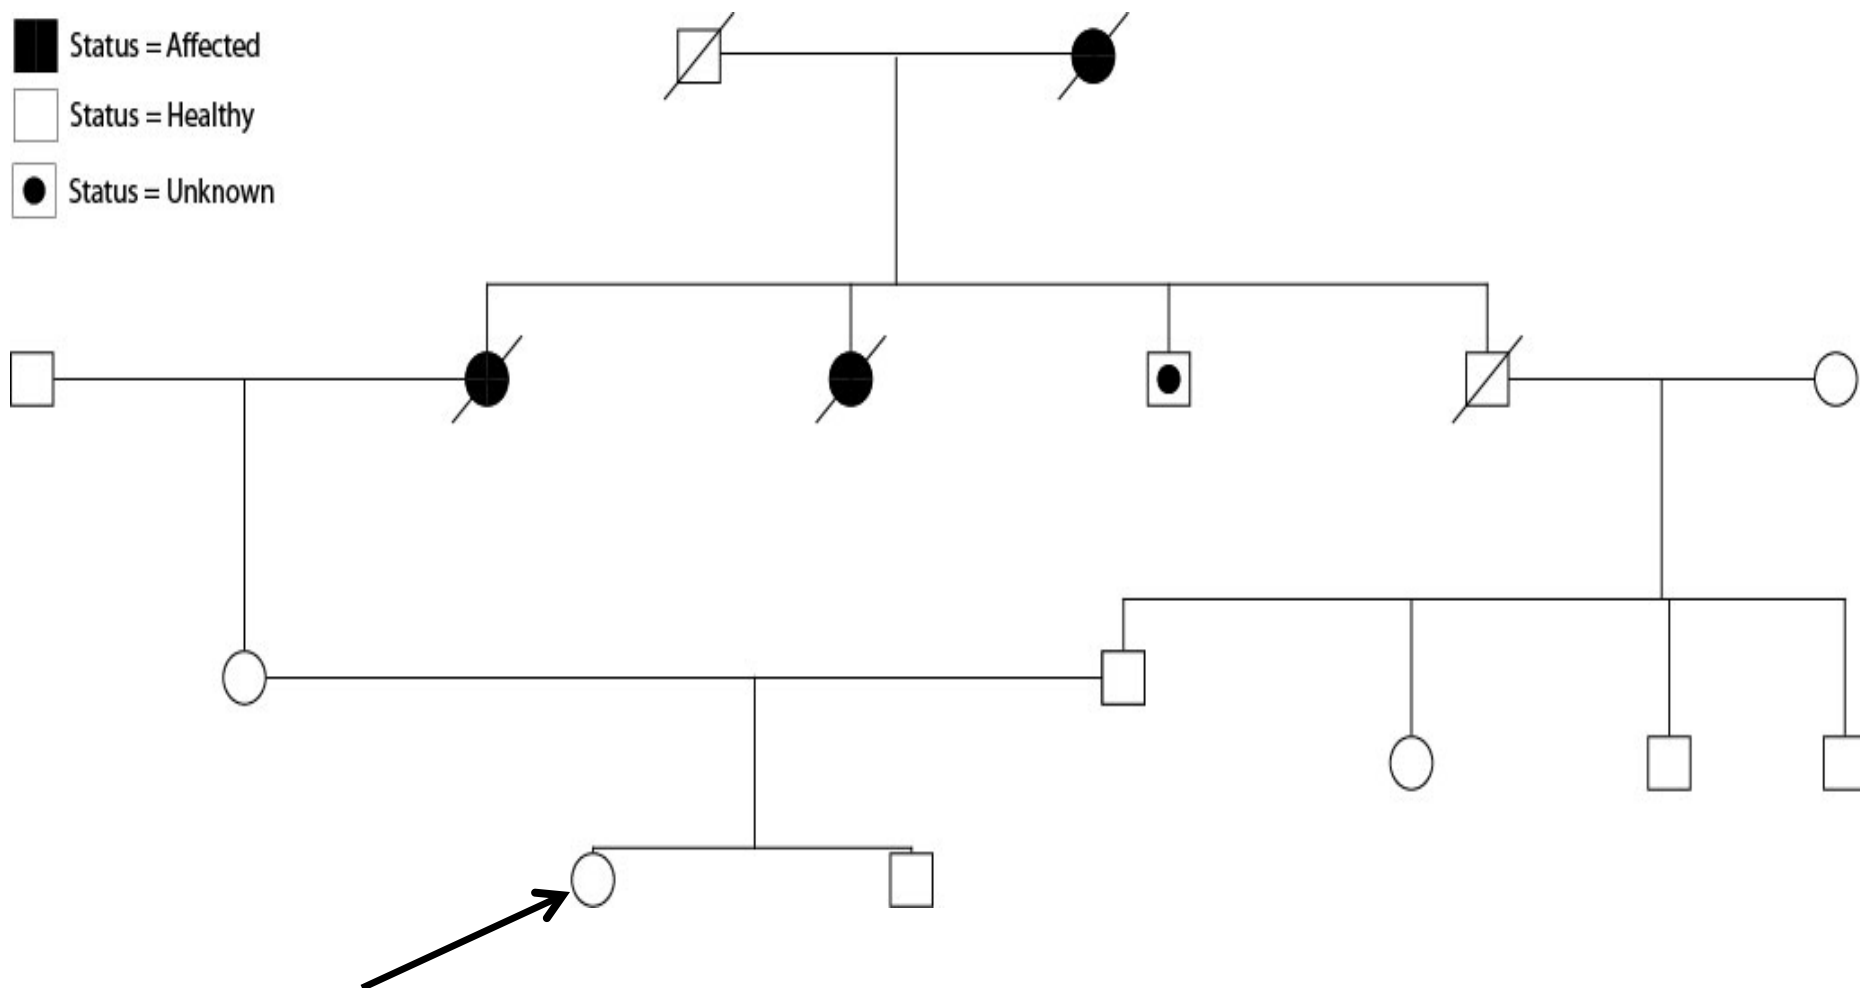 Status = Affected
Status = Healthy
Status = Unknown